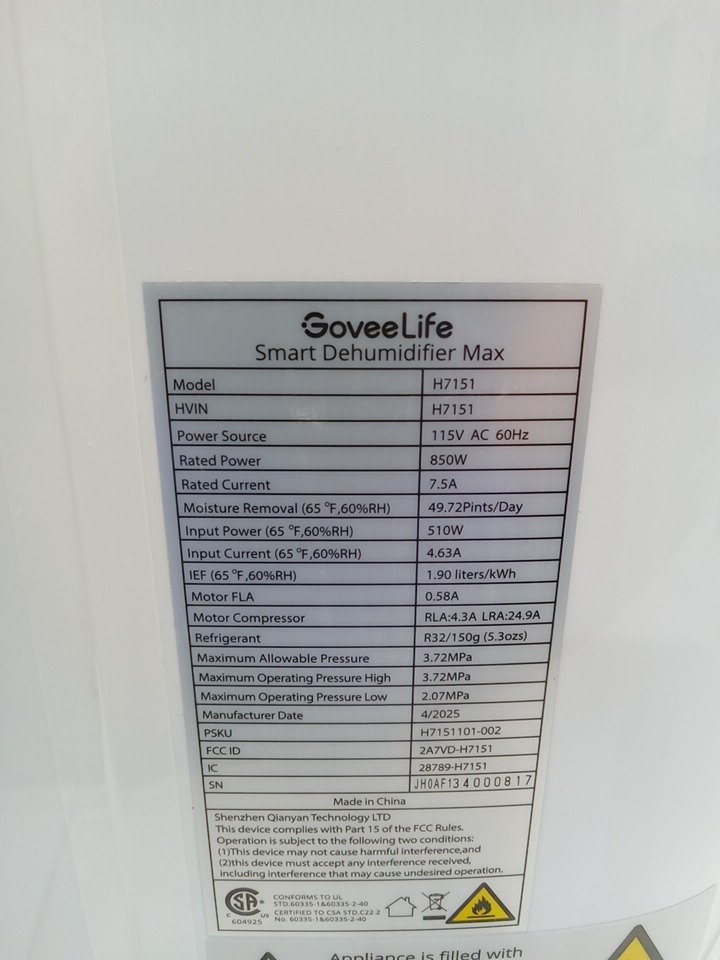 GoveeLife
Smart Dehumidifier Max
Model H7151
HVIN H7151
Power Source 115V AC 60Hz
Rated Power 850W
Rated Current 7.5A
Moisture Removal (65 °F,60%RH) 49.72Pints/Day
Input Power (65 °F,60%RH) 510W
Input Current (65 °F,60%RH) 4.63A
IEF (65 °F,60%RH) 1.90 liters/kWh
Motor FLA 0.58A
Motor Compressor RLA:4.3A LRA:24.9A
Refrigerant R32/150g (5.3ozs)
Maximum Allowable Pressure 3.72MPa
Maximum Operating Pressure High 3.72MPa
Maximum Operating Pressure Low 2.07MPa
Manufacturer Date 4/2025
PSKU H7151101-002
FCC ID 2A7VD-H7151
IC 28789-H7151
SN JH0AF134000817
Made in China
Shenzhen Qianyan Technology LTD
This device complies with Part 15 of the FCC Rules.
Operation is subject to the following two conditions:
(1)This device may not cause harmful interference,and
(2)this device must accept any interference received,
including interference that may cause undesired operation.
CSA
C US
604925
CONFORMS TO UL
STD.60335-1&60335-2-40
CERTIFIED TO CSA STD.C22.2
No. 60335-1&60335-2-40
Appliance is filled with